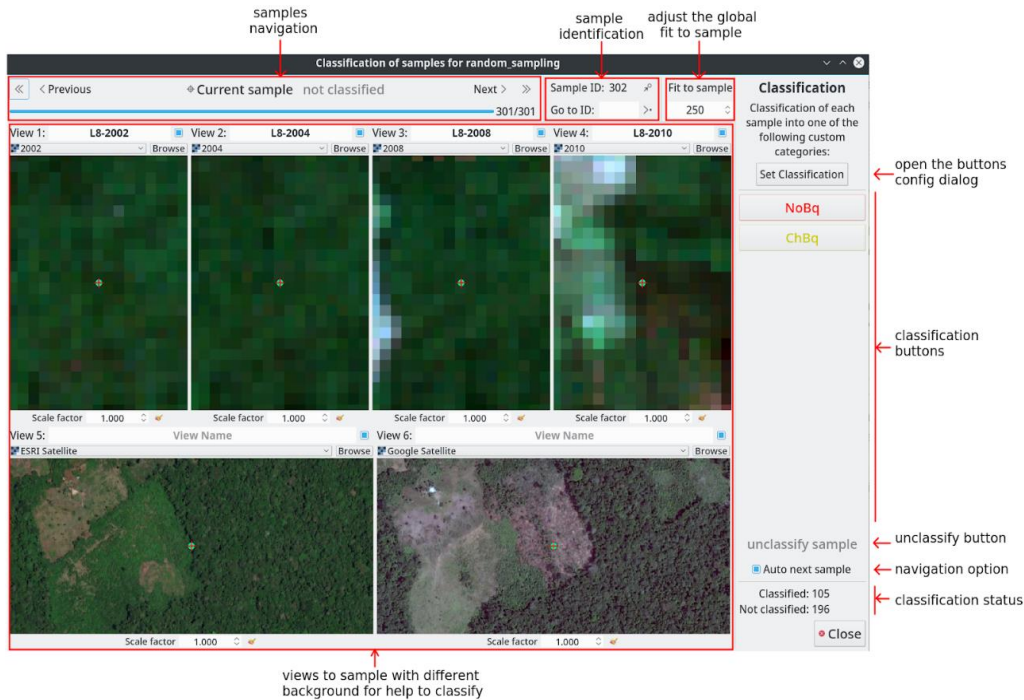 samples
navigation
sample
identification
adjust the global
fit to sample
Classification of samples for random_sampling
Previous
Current sample not classified
Next
301/301
Sample ID: 302
Go to ID:
Fit to sample
250
Classification
Classification of each
sample into one of the
following custom
categories:
Set Classification
open the buttons
config dialog
View 1: L8-2002
View 2: L8-2004
View 3: L8-2008
View 4: L8-2010
2002 Browse
2004 Browse
2008 Browse
2010 Browse
NoBq
ChBq
classification
buttons
Scale factor 1.000
Scale factor 1.000
Scale factor 1.000
Scale factor 1.000
View 5: View Name
View 6: View Name
ESRI Satellite Browse
Google Satellite Browse
unclassify sample
unclassify button
Auto next sample
navigation option
Classified: 105
Not classified: 196
classification status
Close
Scale factor 1.000
Scale factor 1.000
views to sample with different
background for help to classify